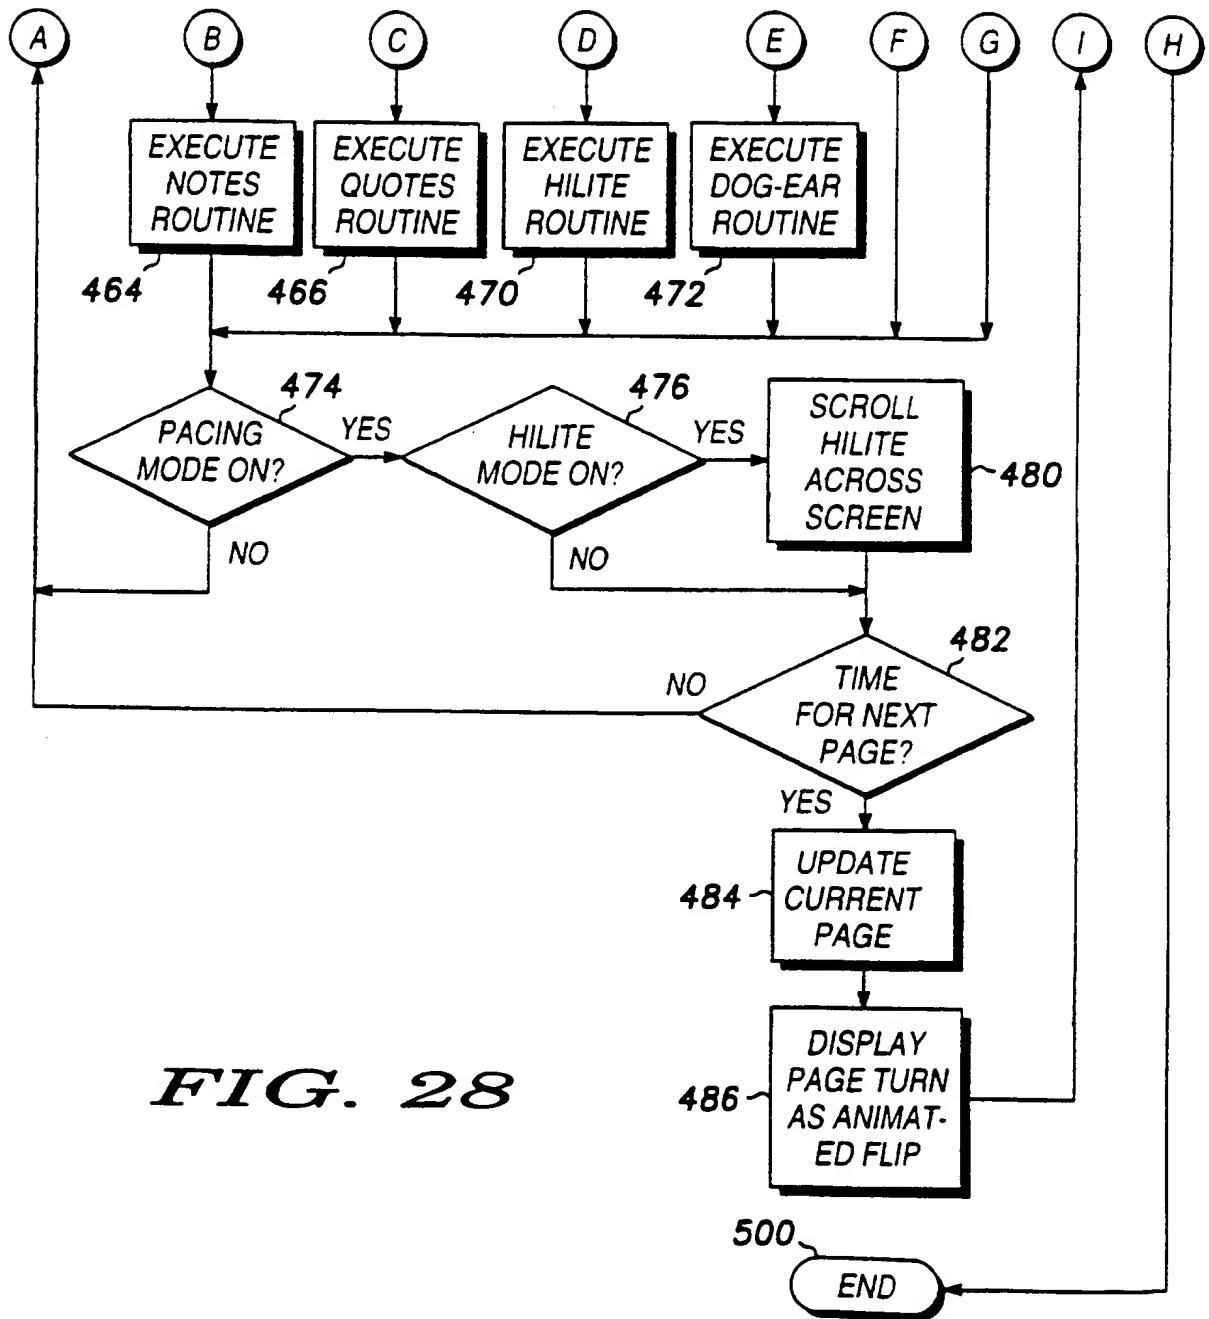 A B C D E F G I H
EXECUTE
NOTES
ROUTINE
464
EXECUTE
QUOTES
ROUTINE
466
EXECUTE
HILITE
ROUTINE
470
EXECUTE
DOG-EAR
ROUTINE
472
PACING
MODE ON?
474
YES
NO
HILITE
MODE ON?
476
YES
NO
SCROLL
HILITE
ACROSS
SCREEN
480
TIME
FOR NEXT
PAGE?
482
NO
YES
UPDATE
CURRENT
PAGE
484
DISPLAY
PAGE TURN
AS ANIMAT-
ED FLIP
486
FIG. 28
500
END